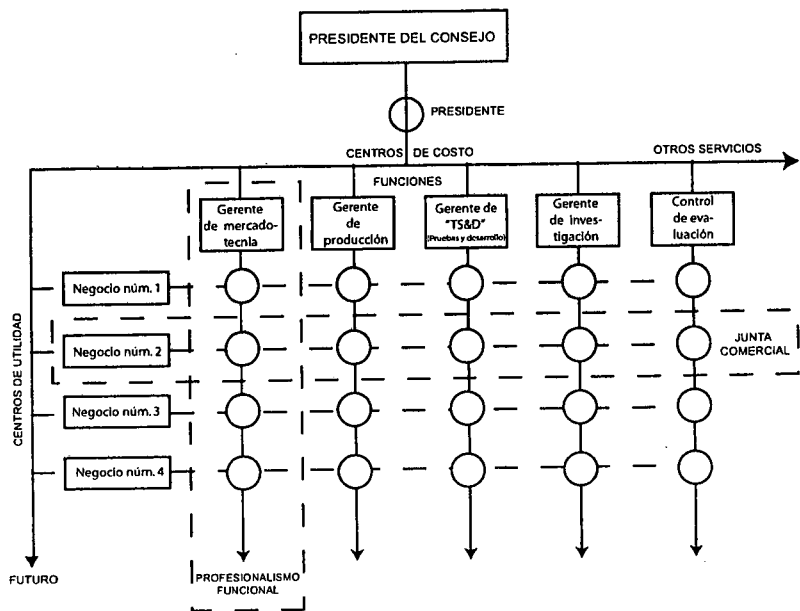 PRESIDENTE DEL CONSEJO
PRESIDENTE
CENTROS DE COSTO
OTROS SERVICIOS
FUNCIONES
Gerente
de mercado-
tecnia
Gerente
de
producción
Gerente de
"TS&D"
(Pruebas y desarrollo)
Gerente
de inves-
tigación
Control
de eva-
luación
CENTROS DE UTILIDAD
Negocio núm. 1
Negocio núm. 2
JUNTA
COMERCIAL
Negocio núm. 3
Negocio núm. 4
FUTURO
PROFESIONALISMO
FUNCIONAL